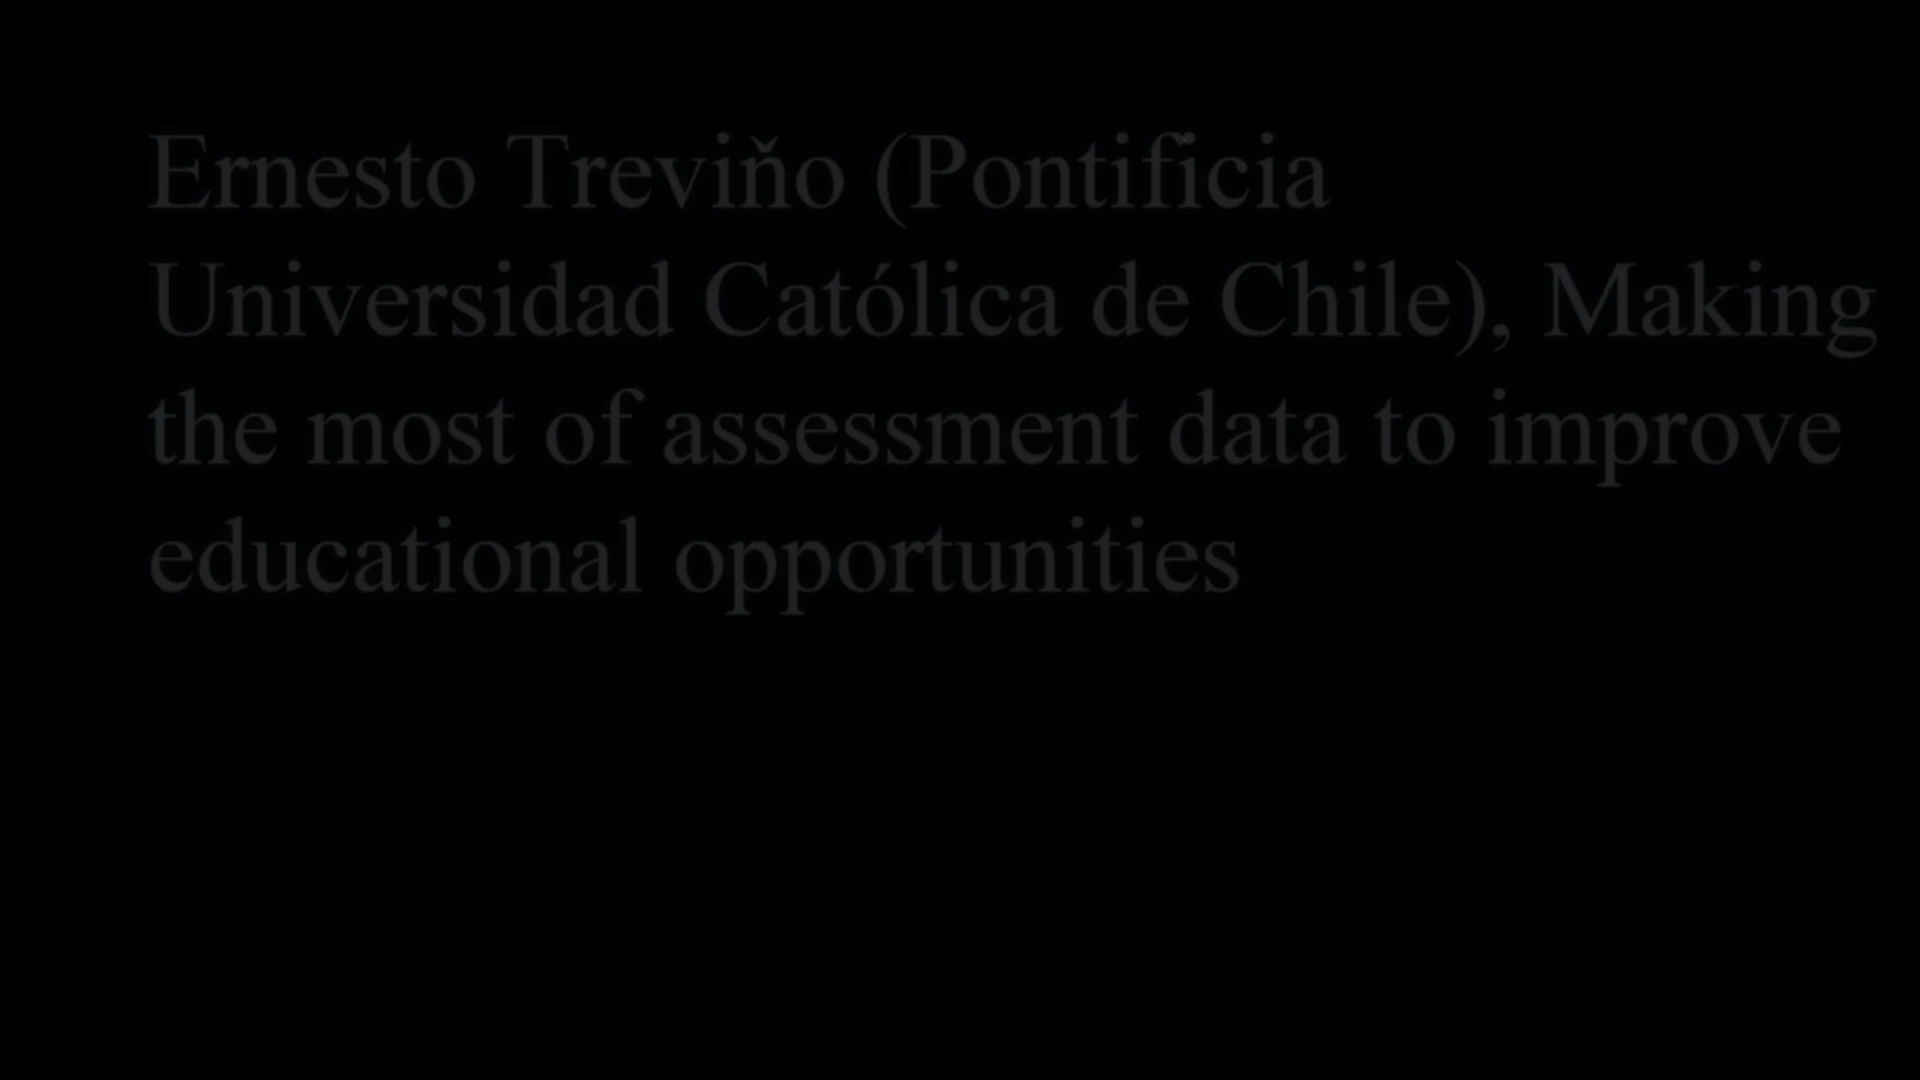 Ernesto Treviňo (Pontificia
Universidad Católica de Chile), Making
the most of assessment data to improve
educational opportunities